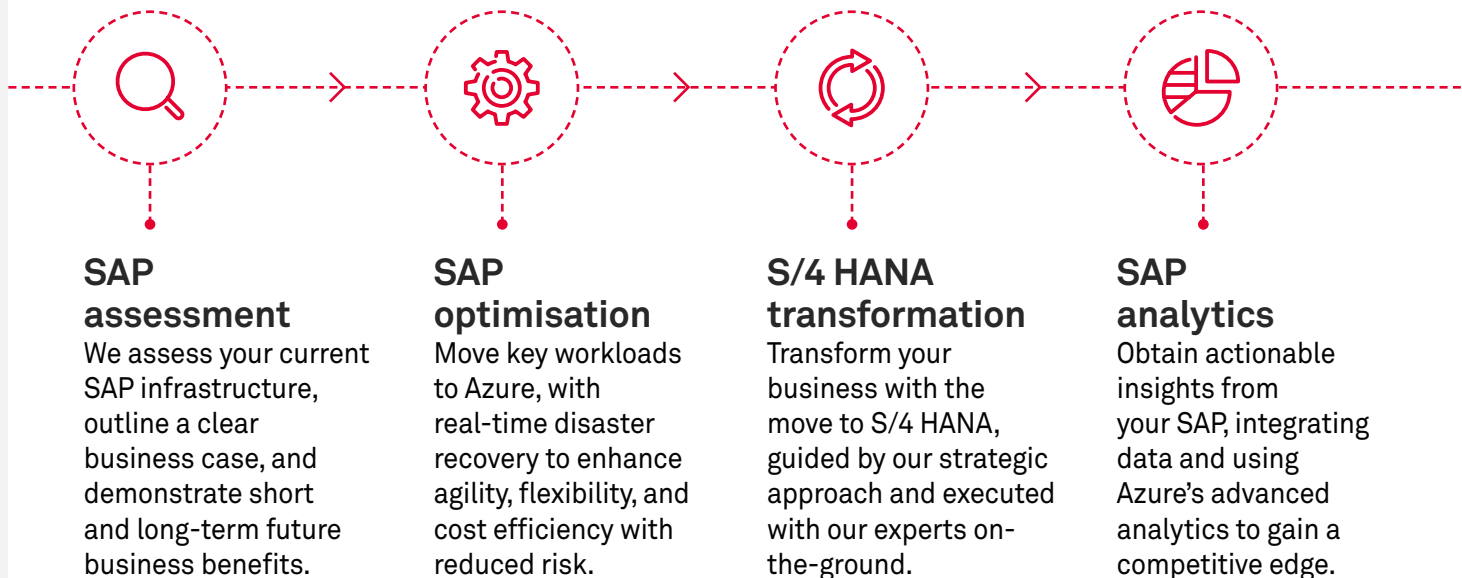 SAP
assessment
We assess your current
SAP infrastructure,
outline a clear
business case, and
demonstrate short
and long-term future
business benefits.
SAP
optimisation
Move key workloads
to Azure, with
real-time disaster
recovery to enhance
agility, flexibility, and
cost efficiency with
reduced risk.
S/4 HANA
transformation
Transform your
business with the
move to S/4 HANA,
guided by our strategic
approach and executed
with our experts on-
the-ground.
SAP
analytics
Obtain actionable
insights from
your SAP, integrating
data and using
Azure's advanced
analytics to gain a
competitive edge.